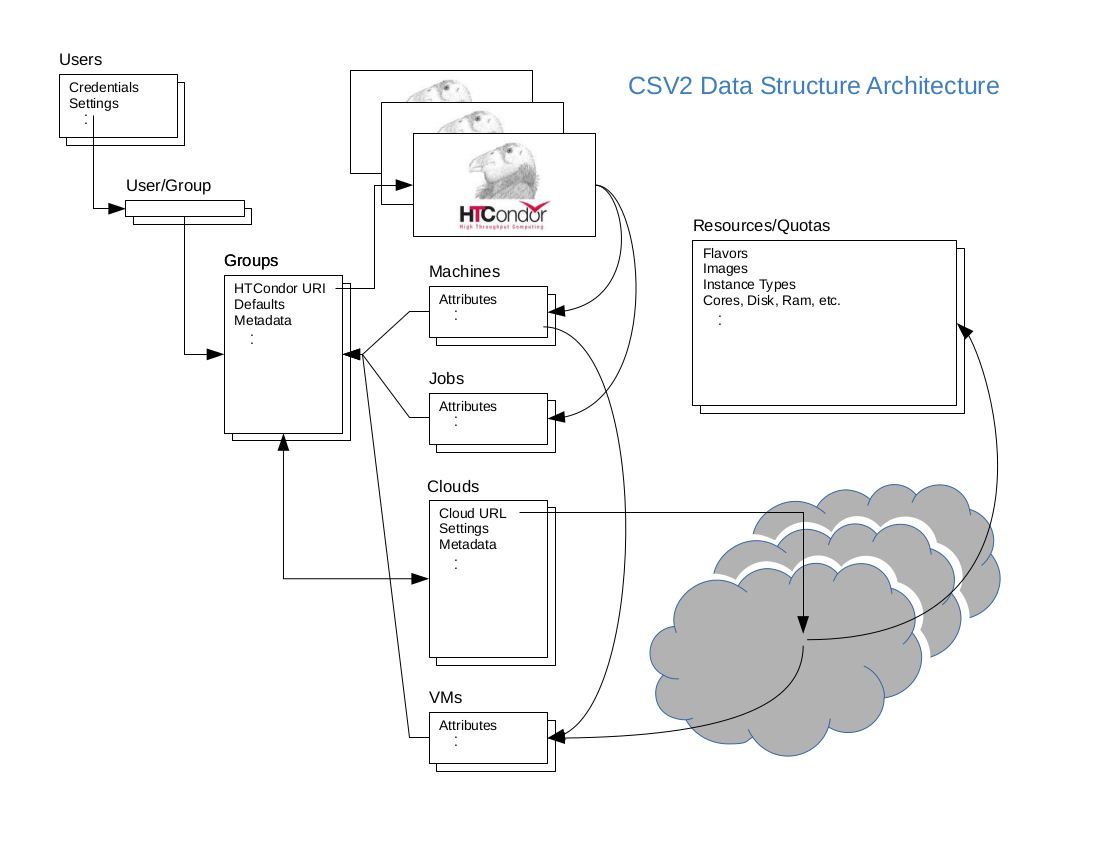 Users
Credentials
Settings
:
CSV2 Data Structure Architecture
User/Group
HTCondor
High Throughput Computing
Resources/Quotas
Flavors
Images
Instance Types
Cores, Disk, Ram, etc.
:
Groups
HTCondor URI
Defaults
Metadata
:
Machines
Attributes
:
Jobs
Attributes
:
Clouds
Cloud URL
Settings
Metadata
:
VMs
Attributes
: